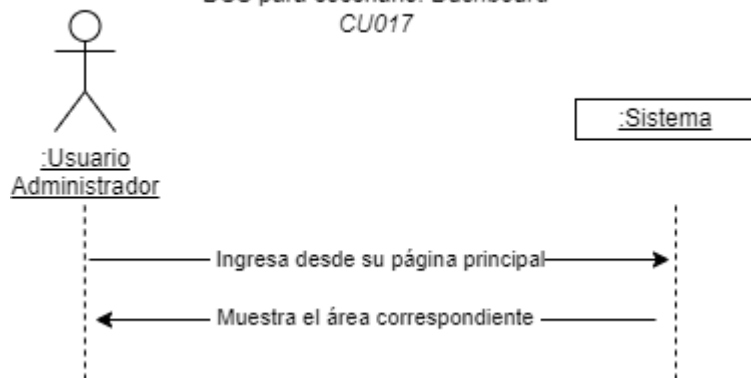 DSS para escenario: Dashboard
CU017
:Usuario
Administrador
:Sistema
Ingresa desde su página principal
Muestra el área correspondiente